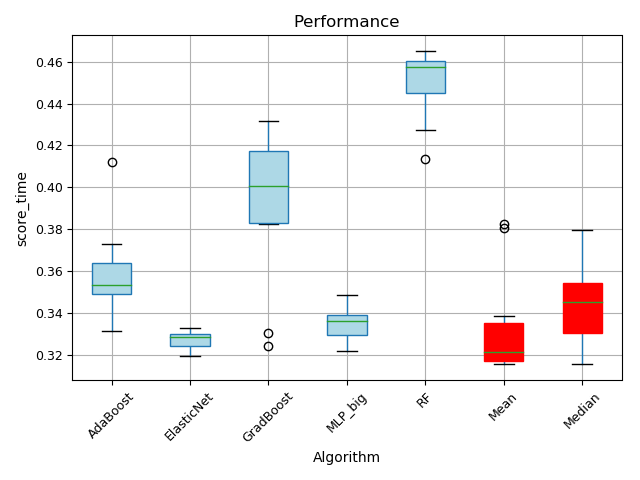 Performance
score_time
0.46
0.44
0.42
0.40
0.38
0.36
0.34
0.32
AdaBoost
ElasticNet
GradBoost
MLP_big
RF
Mean
Median
Algorithm